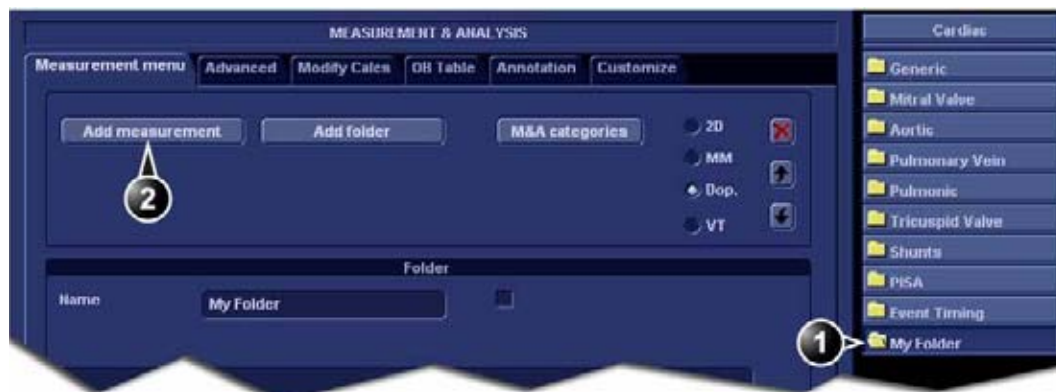 MEASUREMENT & ANALYSIS
Measurement menu Advanced Modify Calcs OB Table Annotation Customize
Add measurement Add folder M&A categories
2D
MM
Dop.
VT
2
Folder
Name My Folder
Cardiac
Generic
Mitral Valve
Aortic
Pulmonary Vein
Pulmonic
Tricuspid Valve
Shunts
PISA
Event Timing
1 My Folder